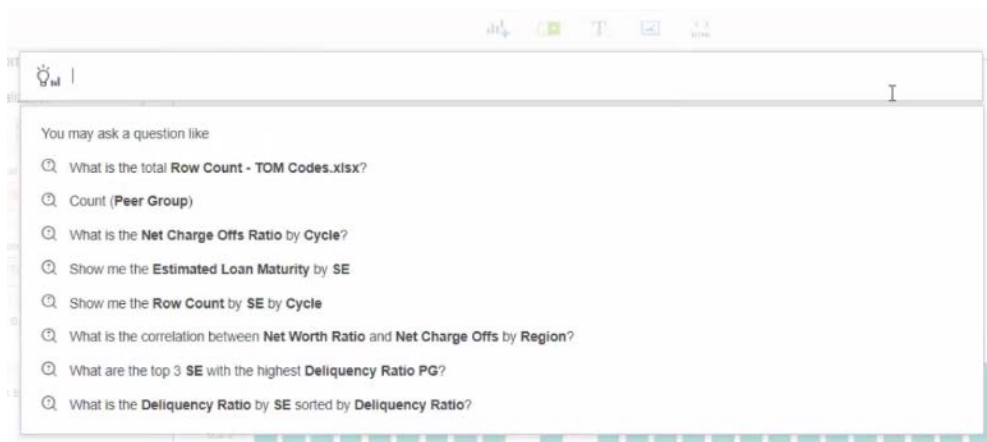 You may ask a question like
What is the total Row Count - TOM Codes.xlsx?
Count (Peer Group)
What is the Net Charge Offs Ratio by Cycle?
Show me the Estimated Loan Maturity by SE
Show me the Row Count by SE by Cycle
What is the correlation between Net Worth Ratio and Net Charge Offs by Region?
What are the top 3 SE with the highest Deliquency Ratio PG?
What is the Deliquency Ratio by SE sorted by Deliquency Ratio?